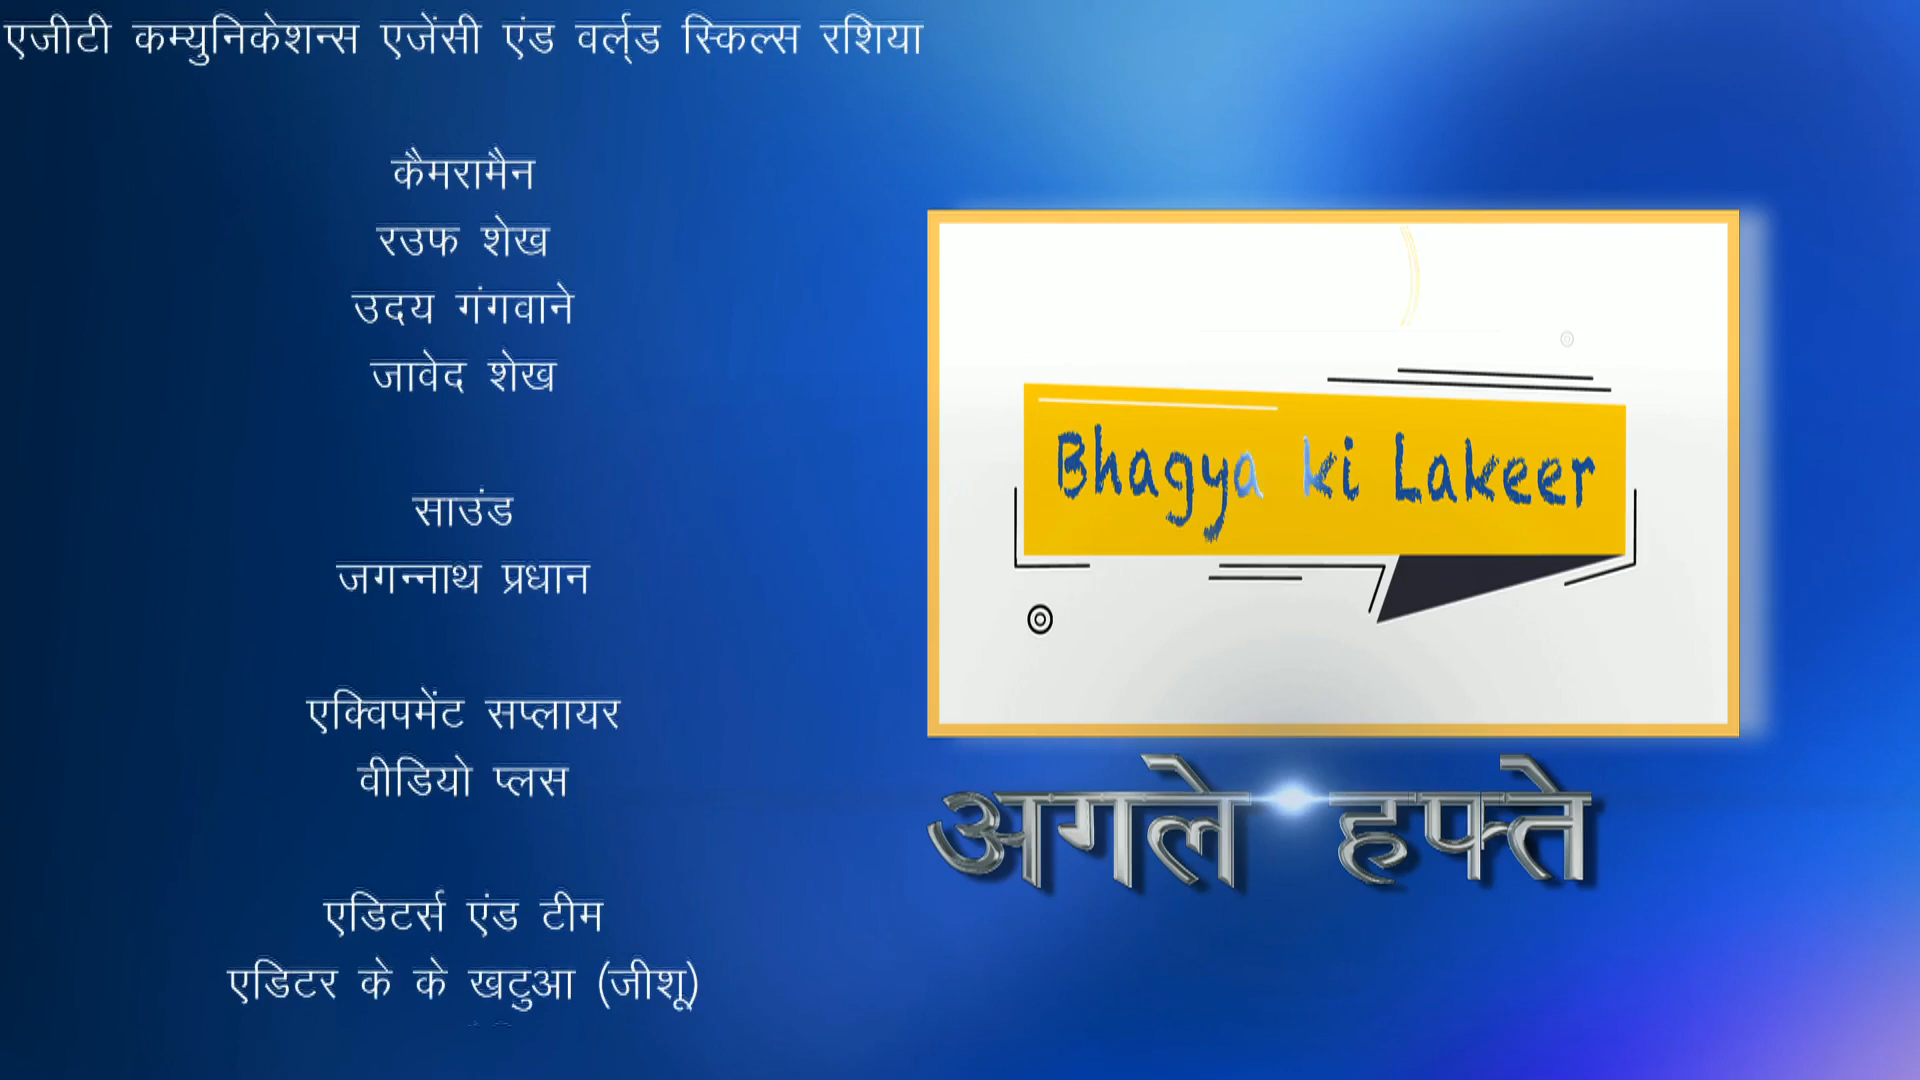 एजीटी कम्युनिकेशन्स एजेंसी एंड वर्ल्ड स्किल्स रशिया
कैमरामैन
रउफ शेख
उदय गंगवाने
जावेद शेख
साउंड
जगन्नाथ प्रधान
एक्विपमेंट सप्लायर
वीडियो प्लस
एडिटर्स एंड टीम
एडिटर के के खटुआ (जीशू)
Bhagya ki Lakeer
अगले हफ्ते